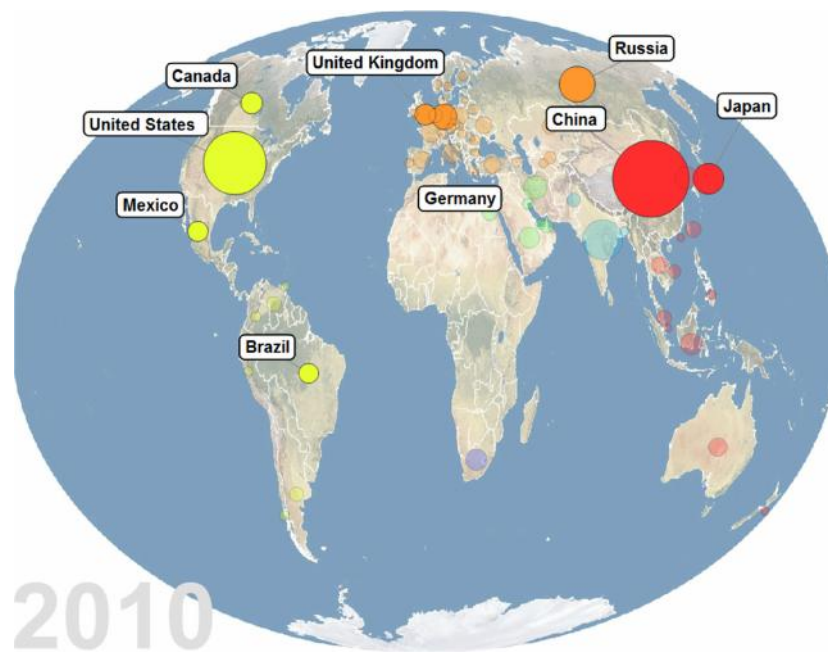 Russia
United Kingdom
Canada
Japan
China
United States
Germany
Mexico
Brazil
2010